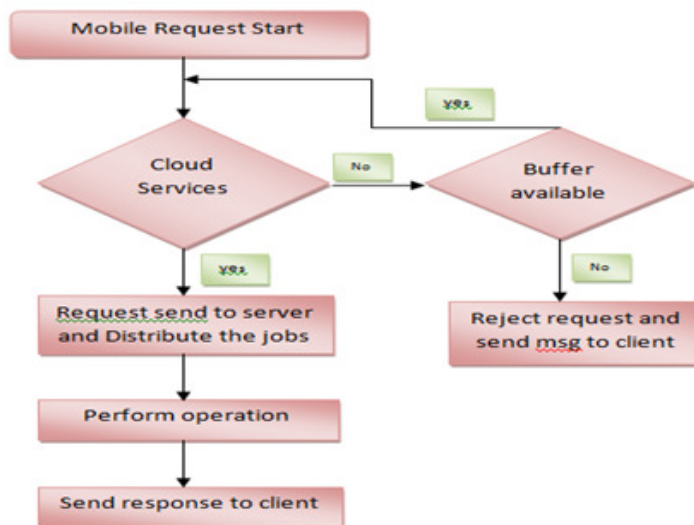 Mobile Request Start
yes
Cloud
Services
No
Buffer
available
yes
No
Request send to server
and Distribute the jobs
Reject request and
send msg to client
Perform operation
Send response to client